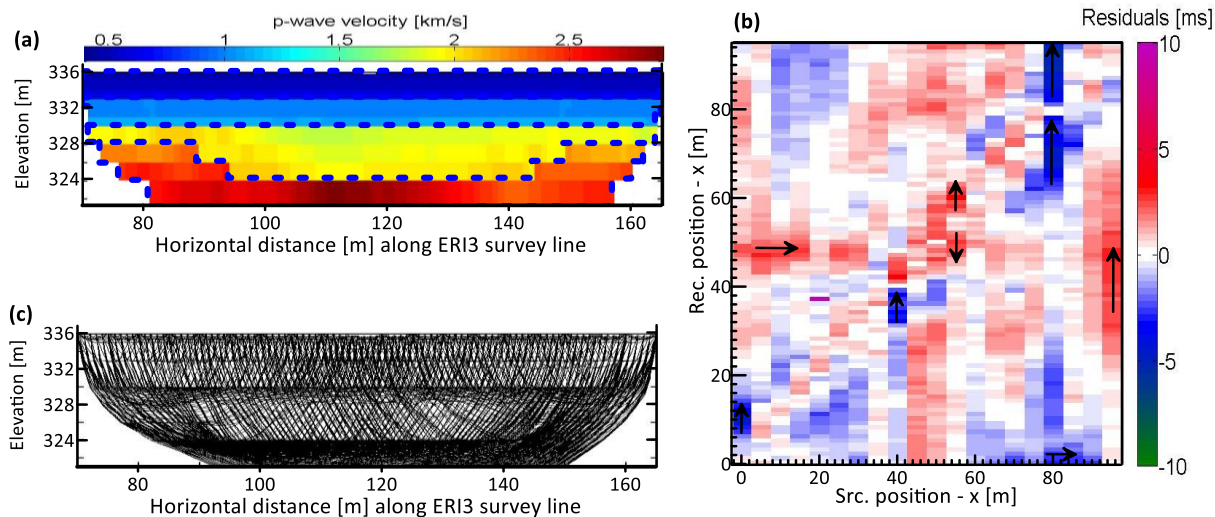 (a)
p-wave velocity [km/s]
0.5 1 1.5 2 2.5
336
332
328
324
Elevation [m]
80 100 120 140 160
Horizontal distance [m] along ERI3 survey line
(c)
336
332
328
324
Elevation [m]
80 100 120 140 160
Horizontal distance [m] along ERI3 survey line
(b)
Residuals [ms]
80
60
40
20
0
Rec. position - x [m]
0 20 40 60 80
Src. position - x [m]
10
5
0
-5
-10